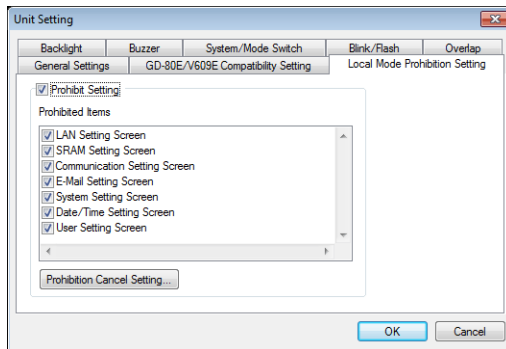 Unit Setting
Backlight Buzzer System/Mode Switch Blink/Flash Overlap
General Settings GD-80E/V609E Compatibility Setting Local Mode Prohibition Setting
Prohibit Setting
Prohibited Items
LAN Setting Screen
SRAM Setting Screen
Communication Setting Screen
E-Mail Setting Screen
System Setting Screen
Date/Time Setting Screen
User Setting Screen
Prohibition Cancel Setting...
OK Cancel